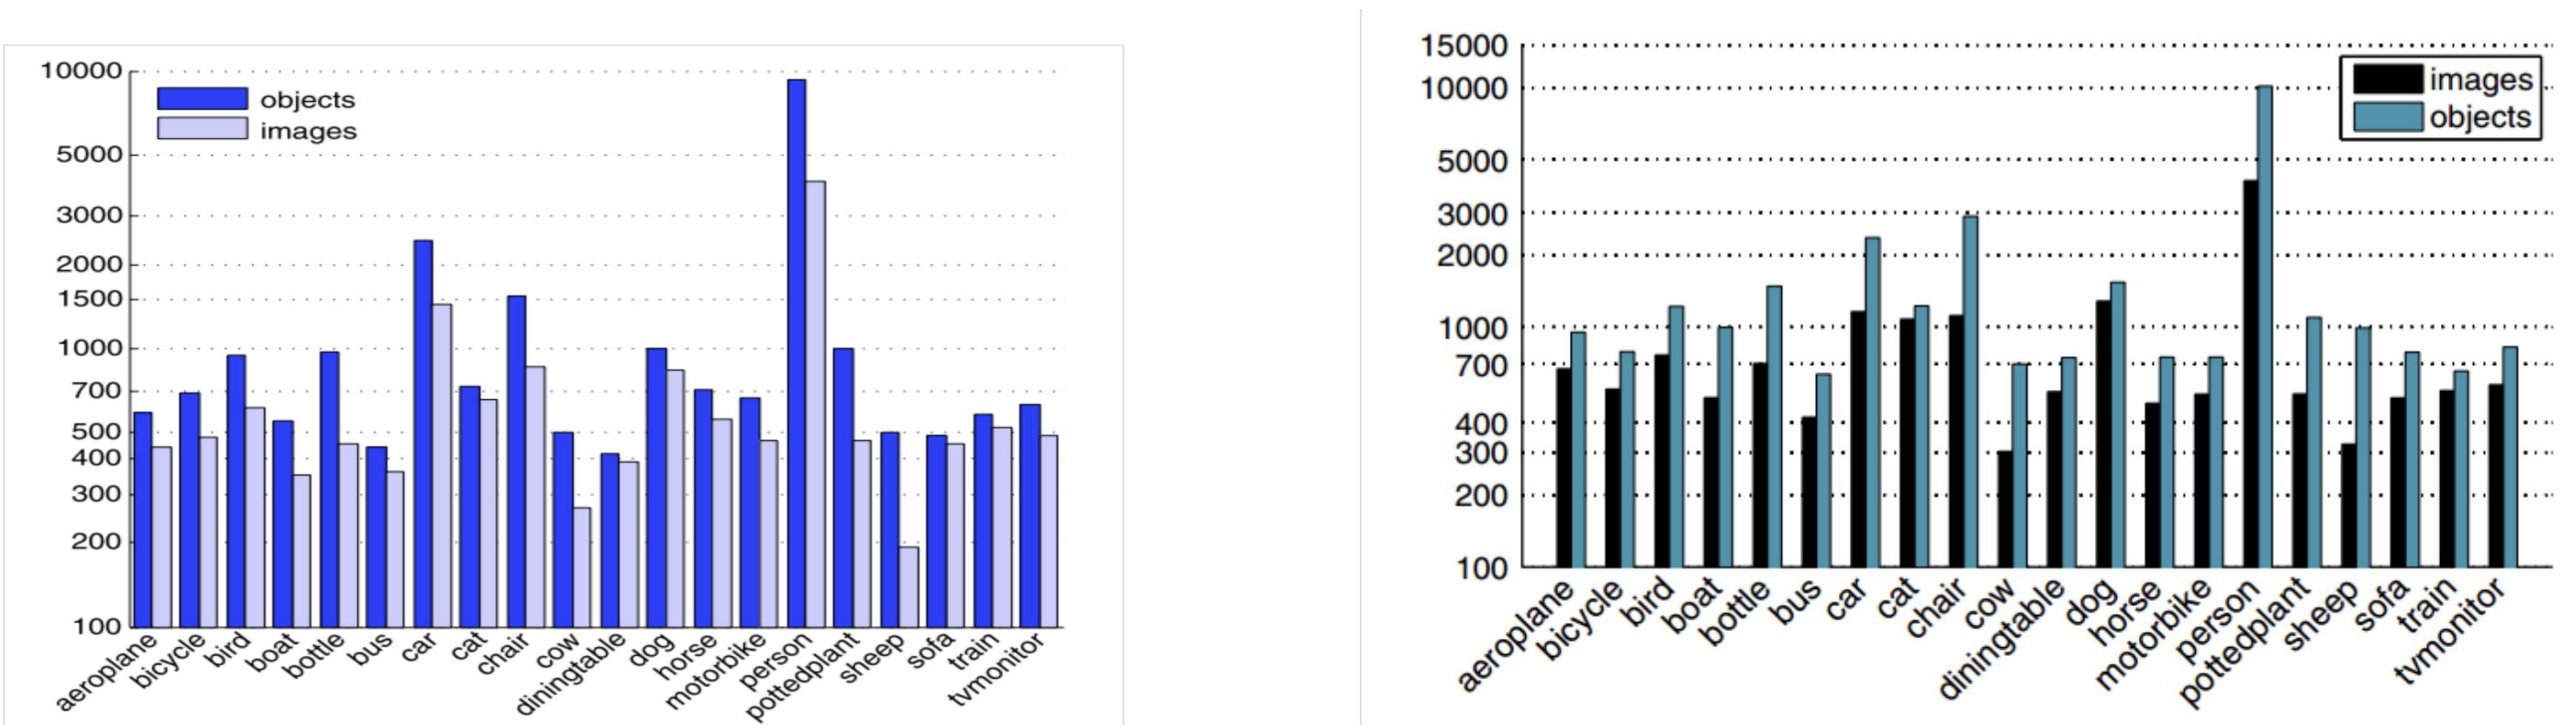 10000
5000
3000
2000
1500
1000
700
500
400
300
200
100
objects
images
aeroplane
bicycle
bird
boat
bottle
bus
car
cat
chair
cow
diningtable
dog
horse
motorbike
person
pottedplant
sheep
sofa
train
tvmonitor
15000
10000
5000
3000
2000
1000
700
400
300
200
100
images
objects
aeroplane
bicycle
bird
boat
bottle
bus
car
cat
chair
cow
diningtable
dog
horse
motorbike
person
pottedplant
sheep
sofa
train
tvmonitor